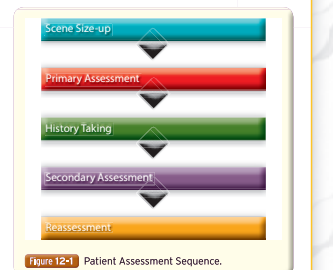 Scene Size-up
Primary Assessment
History Taking
Secondary Assessment
Reassessment
Figure 12-1 Patient Assessment Sequence.